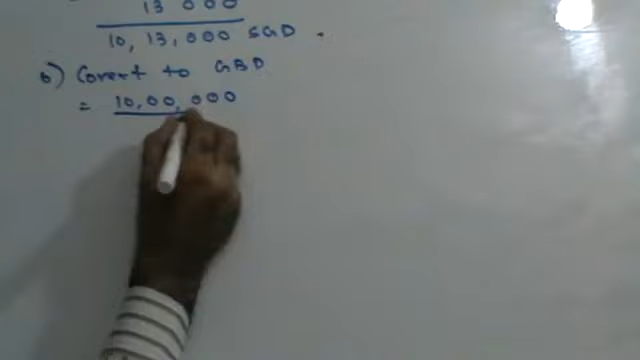 13 000
10,13,000 SGD .
b) Covert to GBD
= 10,00,000